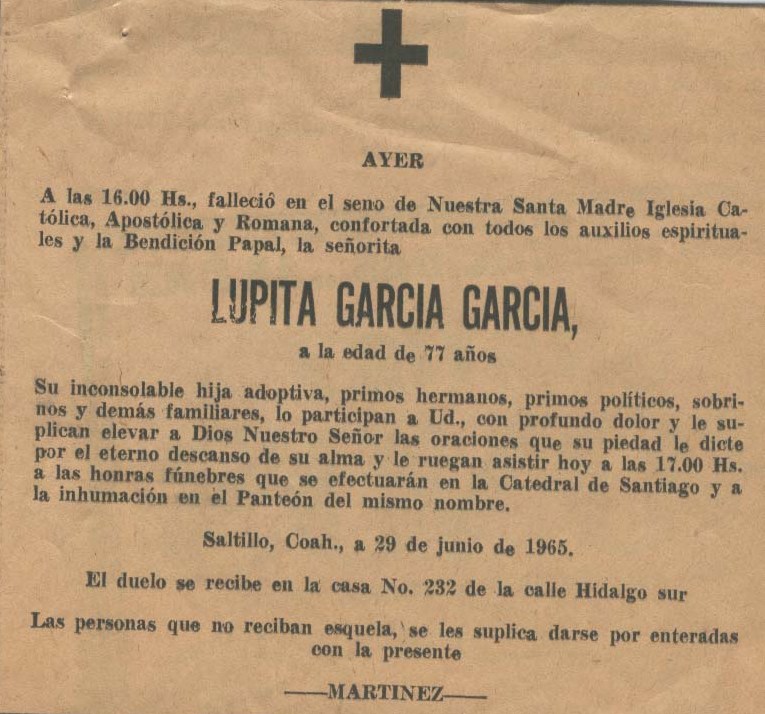 AYER
A las 16.00 Hs., falleció en el seno de Nuestra Santa Madre Iglesia Ca-
tólica, Apostólica y Romana, confortada con todos los auxilios espiritua-
les y la Bendición Papal, la señorita
LUPITA GARCIA GARCIA,
a la edad de 77 años
Su inconsolable hija adoptiva, primos hermanos, primos políticos, sobri-
nos y demás familiares, lo participan a Ud., con profundo dolor y le su-
plican elevar a Dios Nuestro Señor las oraciones que su piedad le dicte
por el eterno descanso de su alma y le ruegan asistir hoy a las 17.00 Hs.
a las honras fúnebres que se efectuarán en la Catedral de Santiago y a
la inhumación en el Panteón del mismo nombre.
Saltillo, Coah., a 29 de junio de 1965.
El duelo se recibe en la casa No. 232 de la calle Hidalgo sur
Las personas que no reciban esquela, se les suplica darse por enteradas
con la presente
——MARTINEZ——